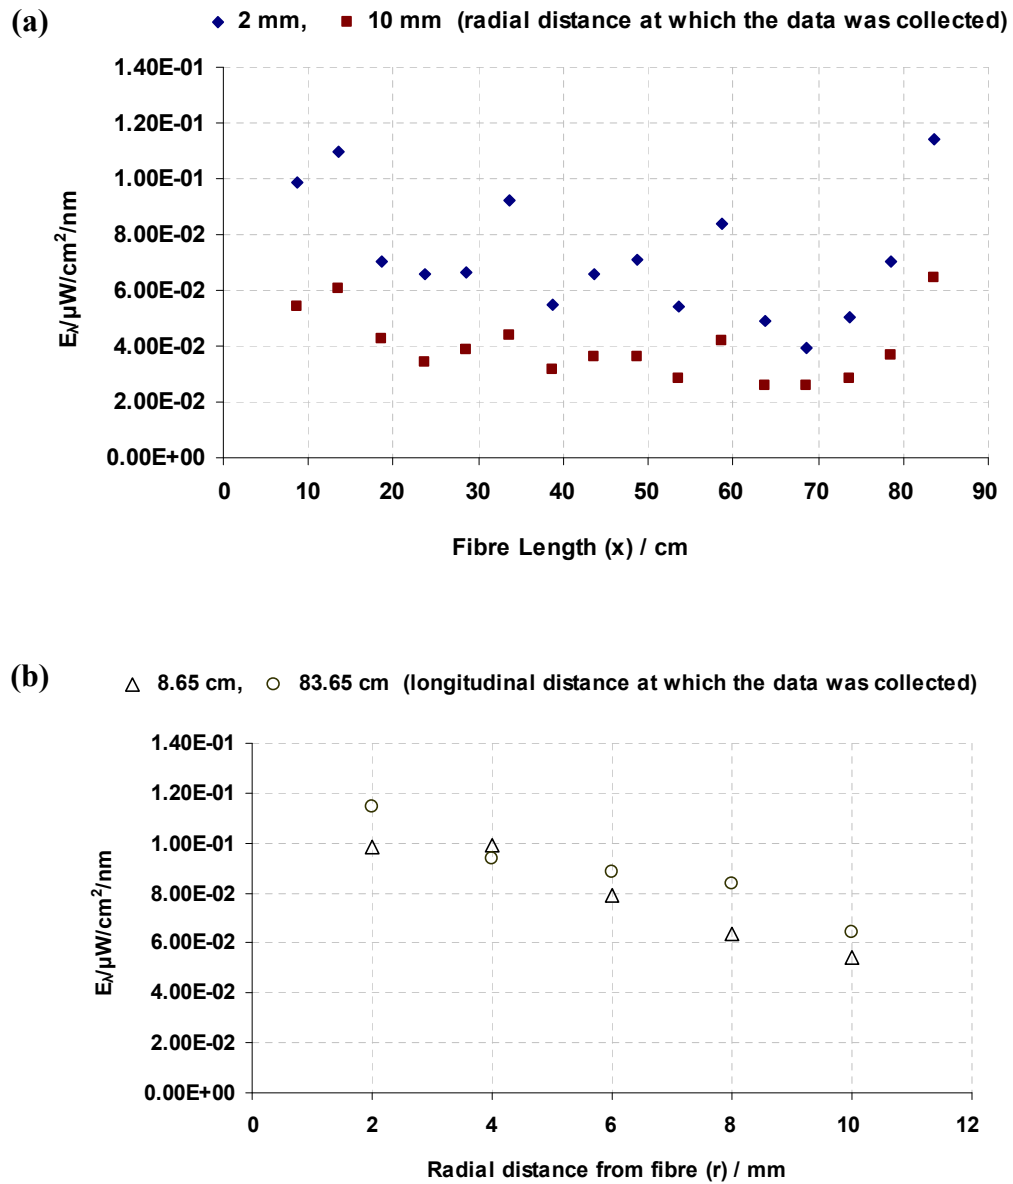 (a)
2 mm, 10 mm (radial distance at which the data was collected)
1.40E-01
1.20E-01
1.00E-01
8.00E-02
6.00E-02
4.00E-02
2.00E-02
0.00E+00
E_λ/µW/cm²/nm
0 10 20 30 40 50 60 70 80 90
Fibre Length (x) / cm
(b)
8.65 cm, 83.65 cm (longitudinal distance at which the data was collected)
1.40E-01
1.20E-01
1.00E-01
8.00E-02
6.00E-02
4.00E-02
2.00E-02
0.00E+00
E_λ/µW/cm²/nm
0 2 4 6 8 10 12
Radial distance from fibre (r) / mm